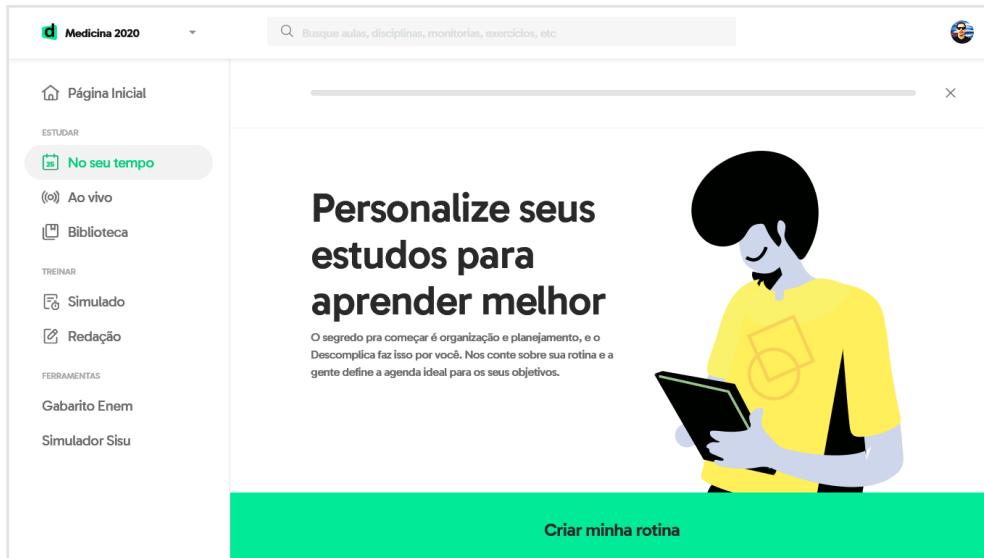 d Medicina 2020
Busque aulas, disciplinas, monitorias, exercícios, etc
Página Inicial
ESTUDAR
25 No seu tempo
Ao vivo
Biblioteca
TREINAR
Simulado
Redação
FERRAMENTAS
Gabarito Enem
Simulador Sisu
Personalize seus
estudos para
aprender melhor
O segredo pra começar é organização e planejamento, e o
Descomplica faz isso por você. Nos conte sobre sua rotina e a
gente define a agenda ideal para os seus objetivos.
Criar minha rotina